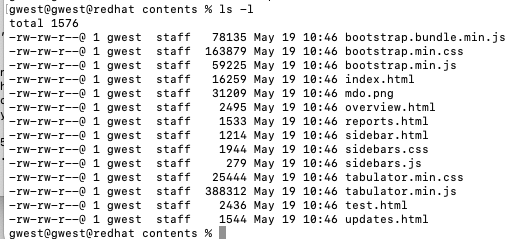 gwest@gwest@redhat contents % ls -l
total 1576
-rw-rw-r--@ 1 gwest  staff   78135 May 19 10:46 bootstrap.bundle.min.js
-rw-rw-r--@ 1 gwest  staff  163879 May 19 10:46 bootstrap.min.css
-rw-rw-r--@ 1 gwest  staff   59225 May 19 10:46 bootstrap.min.js
-rw-rw-r--@ 1 gwest  staff   16259 May 19 10:46 index.html
-rw-rw-r--@ 1 gwest  staff   31209 May 19 10:46 mdo.png
-rw-rw-r--@ 1 gwest  staff    2495 May 19 10:46 overview.html
-rw-rw-r--@ 1 gwest  staff    1533 May 19 10:46 reports.html
-rw-rw-r--@ 1 gwest  staff    1214 May 19 10:46 sidebar.html
-rw-rw-r--@ 1 gwest  staff    1944 May 19 10:46 sidebars.css
-rw-rw-r--@ 1 gwest  staff     279 May 19 10:46 sidebars.js
-rw-rw-r--@ 1 gwest  staff   25444 May 19 10:46 tabulator.min.css
-rw-rw-r--@ 1 gwest  staff  388312 May 19 10:46 tabulator.min.js
-rw-rw-r--@ 1 gwest  staff    2436 May 19 10:46 test.html
-rw-rw-r--@ 1 gwest  staff    1544 May 19 10:46 updates.html
gwest@gwest@redhat contents %